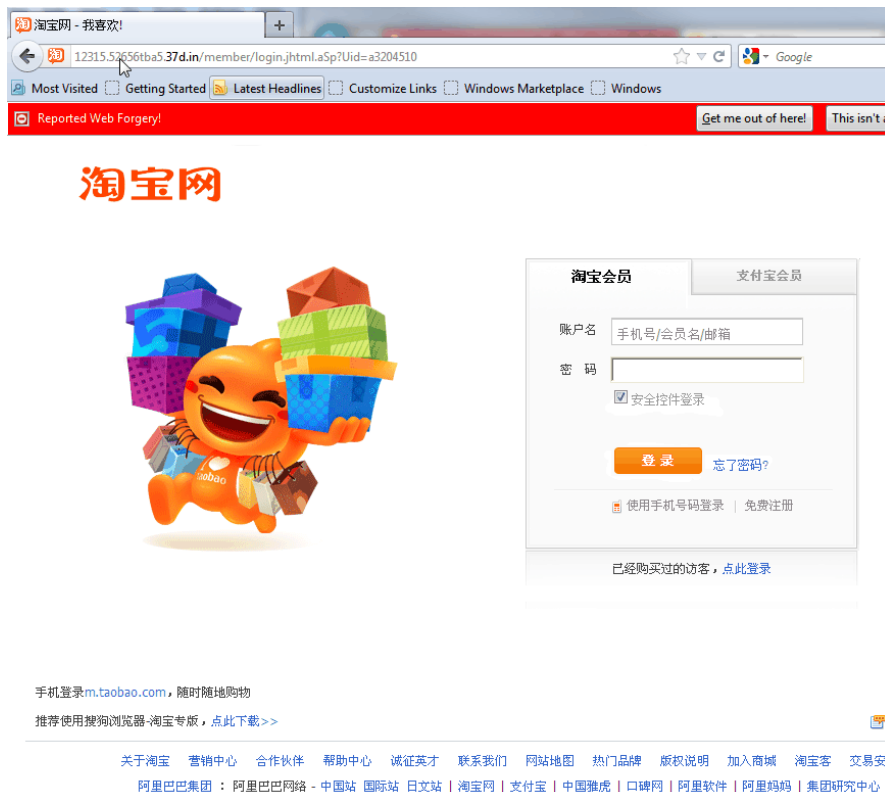 淘宝网 - 我喜欢!
12315.52656tba5.37d.in/member/login.jhtml.aSp?Uid=a3204510
Google
Most Visited Getting Started Latest Headlines Customize Links Windows Marketplace Windows
Reported Web Forgery! Get me out of here! This isn't a
淘宝网
淘宝会员 支付宝会员
账户名 手机号/会员名/邮箱
密 码
安全控件登录
登 录 忘了密码?
I
taobao
使用手机号码登录 | 免费注册
已经购买过的访客，点此登录
手机登录m.taobao.com，随时随地购物
推荐使用搜狗浏览器-淘宝专版，点此下载>>
关于淘宝 营销中心 合作伙伴 帮助中心 诚征英才 联系我们 网站地图 热门品牌 版权说明 加入商城 淘宝客 交易安
阿里巴巴集团 : 阿里巴巴网络 - 中国站 国际站 日文站 | 淘宝网 | 支付宝 | 中国雅虎 | 口碑网 | 阿里软件 | 阿里妈妈 | 集团研究中心